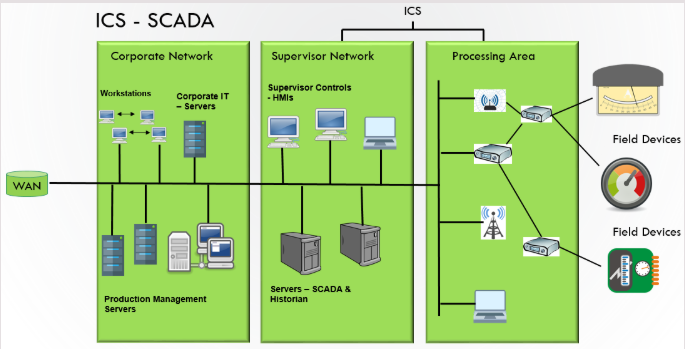 ICS - SCADA
ICS
Corporate Network
Supervisor Network
Processing Area
Workstations
Corporate IT
– Servers
Supervisor Controls
- HMIs
WAN
Field Devices
Field Devices
Production Management
Servers
Servers – SCADA &
Historian